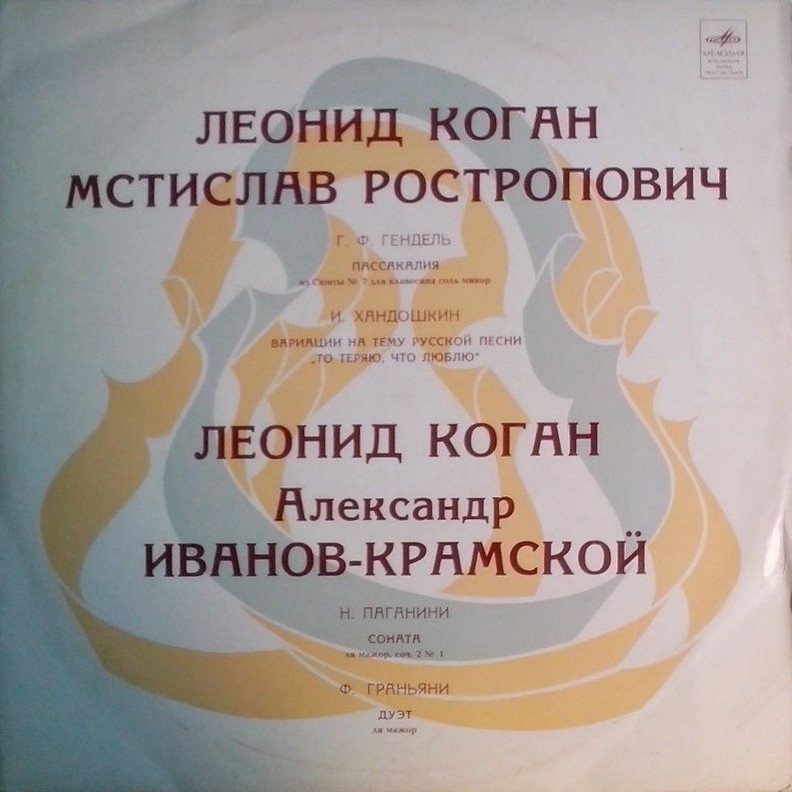 МЕЛОДИЯ
ЛЕОНИД КОГАН
МСТИСЛАВ РОСТРОПОВИЧ
Г. Ф. ГЕНДЕЛЬ
ПАССАКАЛИЯ
из Сюиты № 7 для клавесина соль минор
И. ХАНДОШКИН
ВАРИАЦИИ НА ТЕМУ РУССКОЙ ПЕСНИ
„ТО ТЕРЯЮ, ЧТО ЛЮБЛЮ“
ЛЕОНИД КОГАН
Александр
ИВАНОВ-КРАМСКОЙ
Н. ПАГАНИНИ
СОНАТА
ля мажор, соч. 2 № 1
Ф. ГРАНЬЯНИ
ДУЭТ
ля мажор